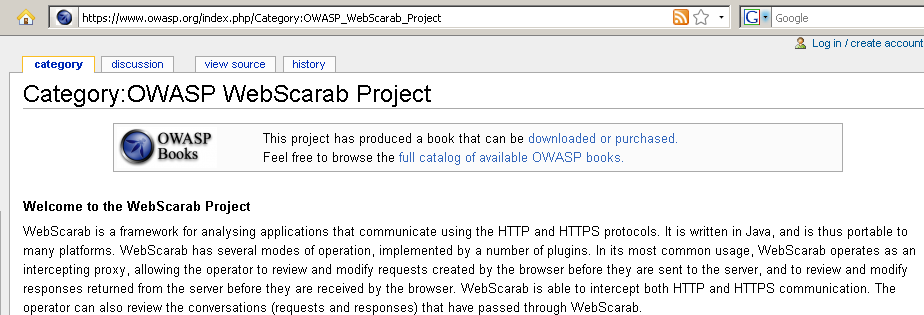 https://www.owasp.org/index.php/Category:OWASP_WebScarab_Project
G
Google
Log in / create account
category discussion view source history
Category:OWASP WebScarab Project
OWASP
Books
This project has produced a book that can be downloaded or purchased.
Feel free to browse the full catalog of available OWASP books.
Welcome to the WebScarab Project
WebScarab is a framework for analysing applications that communicate using the HTTP and HTTPS protocols. It is written in Java, and is thus portable to
many platforms. WebScarab has several modes of operation, implemented by a number of plugins. In its most common usage, WebScarab operates as an
intercepting proxy, allowing the operator to review and modify requests created by the browser before they are sent to the server, and to review and modify
responses returned from the server before they are received by the browser. WebScarab is able to intercept both HTTP and HTTPS communication. The
operator can also review the conversations (requests and responses) that have passed through WebScarab.